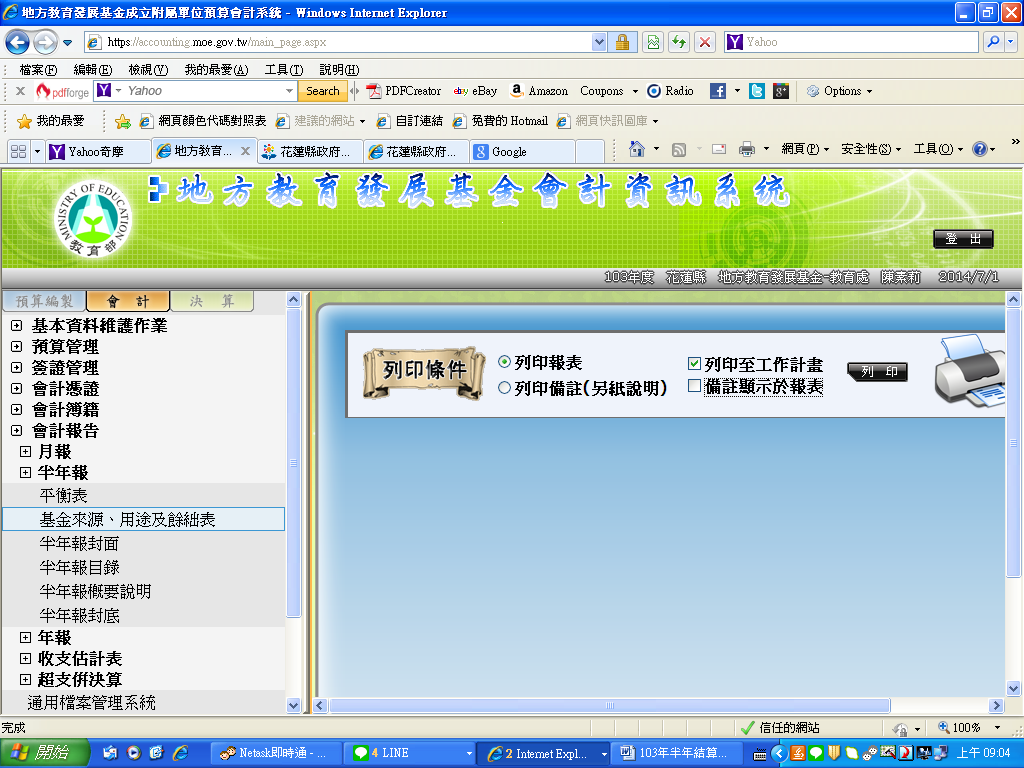 地方教育發展基金成立附屬單位預算會計系統 - Windows Internet Explorer
https://accounting.moe.gov.tw/main_page.aspx
Yahoo
檔案(F) 編輯(E) 檢視(V) 我的最愛(A) 工具(T) 說明(H)
pdfforge Yahoo Search PDFCreator eBay Amazon Coupons Radio Options
我的最愛 網頁顏色代碼對照表 建議的網站 自訂連結 免費的 Hotmail 網頁快訊圖庫
Yahoo奇摩 地方教育... 花蓮縣政府... 花蓮縣政府... Google 網頁(P) 安全性(S) 工具(O)
MINISTRY OF EDUCATION
教育部
地方教育發展基金會計資訊系統
登 出
103年度 花蓮縣 地方教育發展基金-教育處 陳素莉 2014/7/1
預算編製 會 計 決 算
基本資料維護作業
預算管理
簽證管理
會計憑證
會計簿籍
會計報告
月報
半年報
平衡表
基金來源、用途及餘絀表
半年報封面
半年報目錄
半年報概要說明
半年報封底
年報
收支估計表
超支併決算
通用檔案管理系統
列印條件
列印報表
列印備註(另紙說明)
列印至工作計畫
備註顯示於報表
列 印
完成 信任的網站 100%
開始 Netask即時通 - ... 4 LINE 2 Internet Expl... 103年半年結算... 上午 09:04